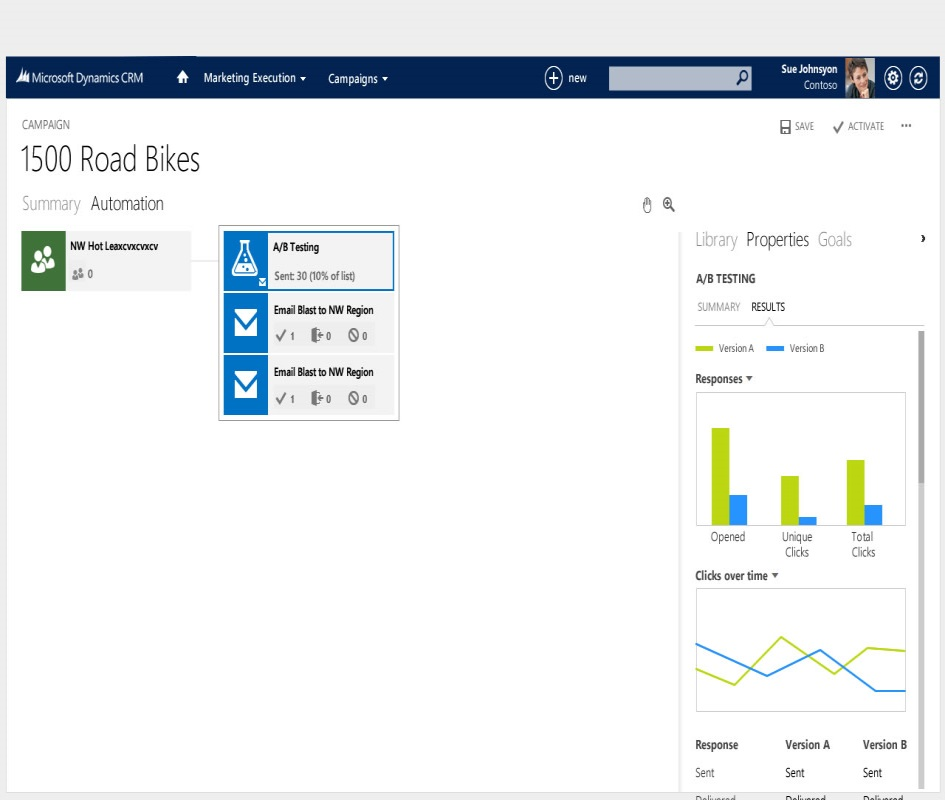 Microsoft Dynamics CRM
Marketing Execution
Campaigns
new
Sue Johnsyon
Contoso
CAMPAIGN
SAVE
ACTIVATE
1500 Road Bikes
Summary Automation
NW Hot Leaxcvxcvxcv
0
A/B Testing
Sent: 30 (10% of list)
Email Blast to NW Region
1 0 0
Email Blast to NW Region
1 0 0
Library Properties Goals
A/B TESTING
SUMMARY RESULTS
Version A Version B
Responses
Opened
Unique Clicks
Total Clicks
Clicks over time
Response Version A Version B
Sent Sent Sent
Delivered Delivered Delivered